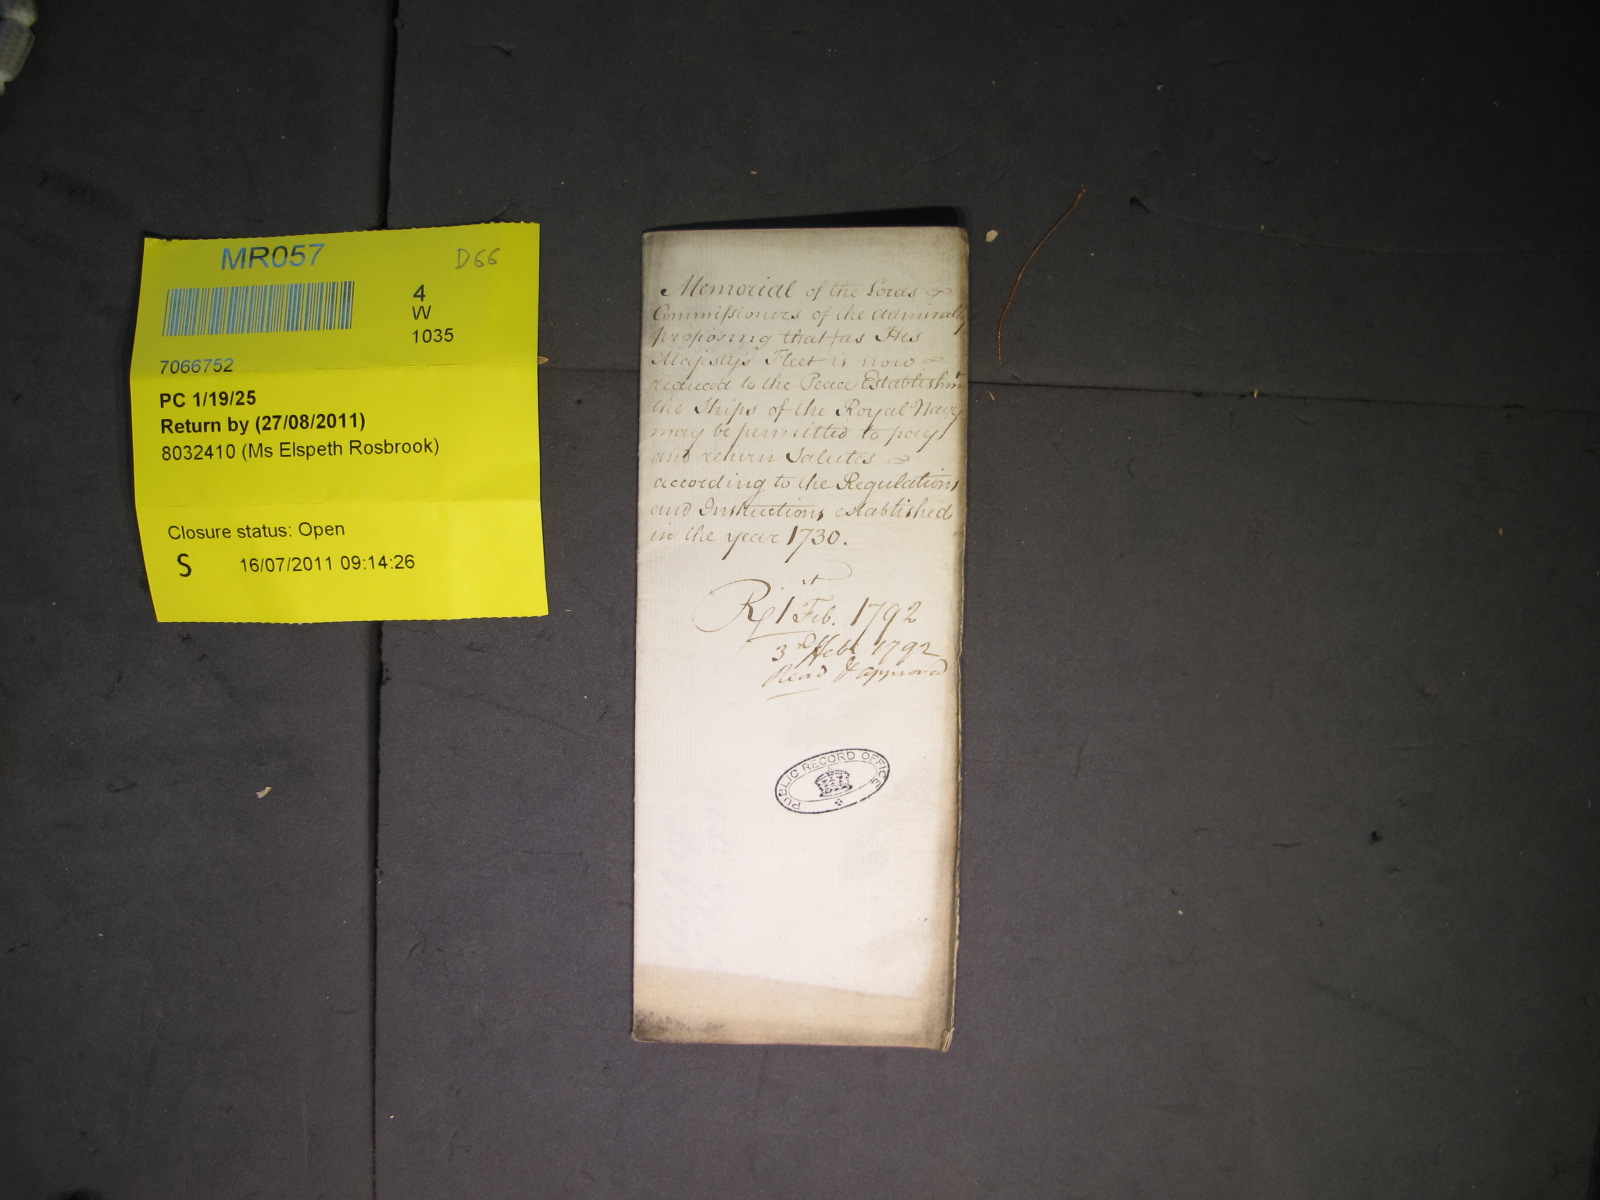 MR057
D66
4
W
1035
7066752
PC 1/19/25
Return by (27/08/2011)
8032410 (Ms Elspeth Rosbrook)
Closure status: Open
S
16/07/2011 09:14:26
Memorial of the Lords
Commissioners of the Admiralty
proposing that as His
Majesty's Fleet is now
reduced to the Peace Establishmt
the Ships of the Royal Navy
may be permitted to pay
and return Salutes
according to the Regulations
and Instructions established
in the year 1730.
R 1st Feb. 1792
3rd Feb 1792
Read & approved
PUBLIC RECORD OFFICE